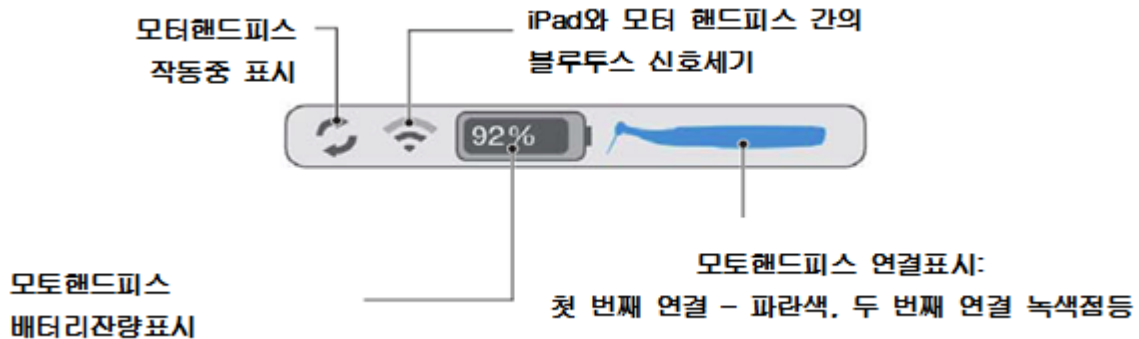 모터핸드피스
작동중 표시
iPad와 모터 핸드피스 간의
블루투스 신호세기
92%
모토핸드피스
배터리잔량표시
모토핸드피스 연결표시:
첫 번째 연결 – 파란색, 두 번째 연결 녹색점등